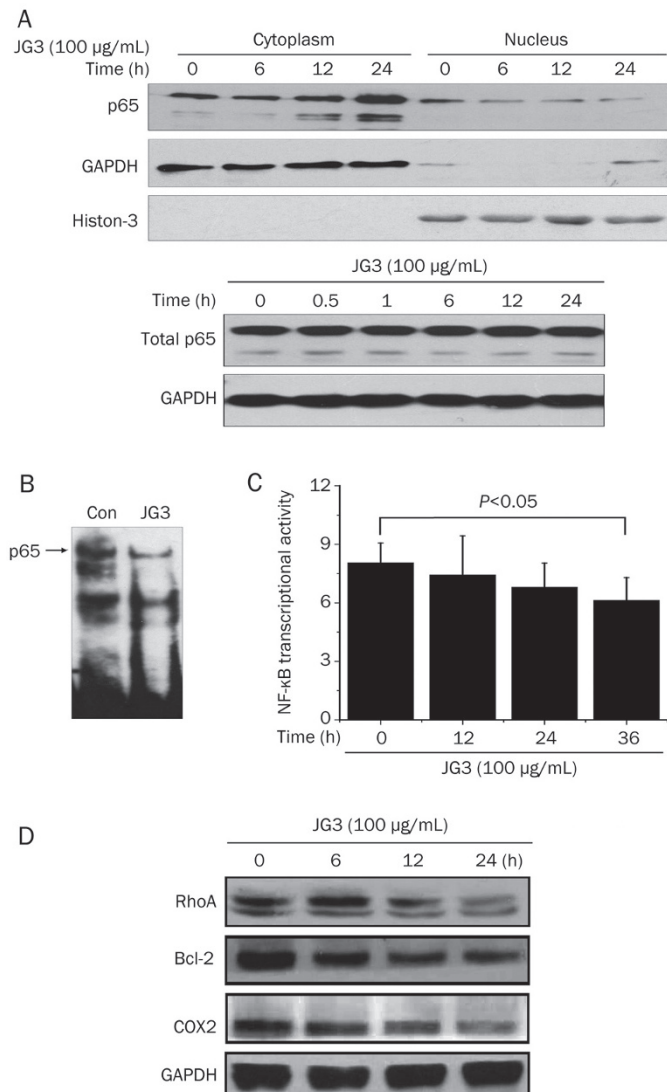 A
JG3 (100 µg/mL) Cytoplasm Nucleus
Time (h) 0 6 12 24 0 6 12 24
p65
GAPDH
Histon-3
JG3 (100 µg/mL)
Time (h) 0 0.5 1 6 12 24
Total p65
GAPDH
B
Con JG3
p65
C
NF-κB transcriptional activity
12
9
6
3
0
P<0.05
Time (h) 0 12 24 36
JG3 (100 µg/mL)
D
JG3 (100 µg/mL)
0 6 12 24 (h)
RhoA
Bcl-2
COX2
GAPDH